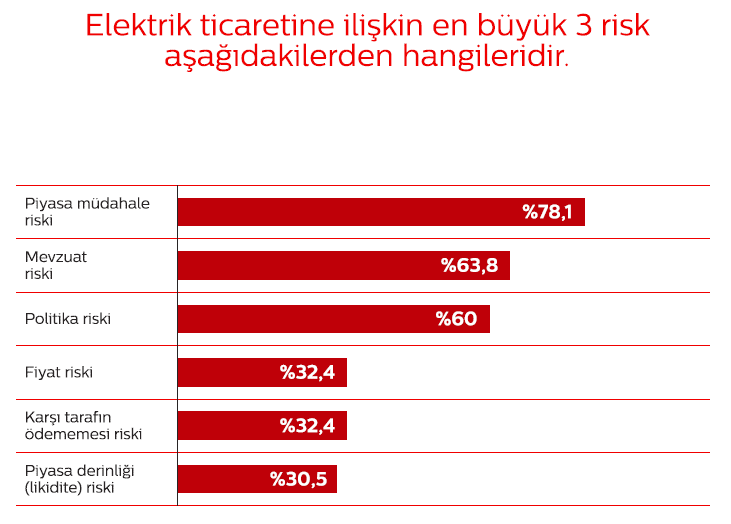 Elektrik ticaretine ilişkin en büyük 3 risk
aşağıdakilerden hangileridir.
Piyasa müdahale
riski
%78,1
Mevzuat
riski
%63,8
Politika riski
%60
Fiyat riski
%32,4
Karşı tarafın
ödememesi riski
%32,4
Piyasa derinliği
(likidite) riski
%30,5